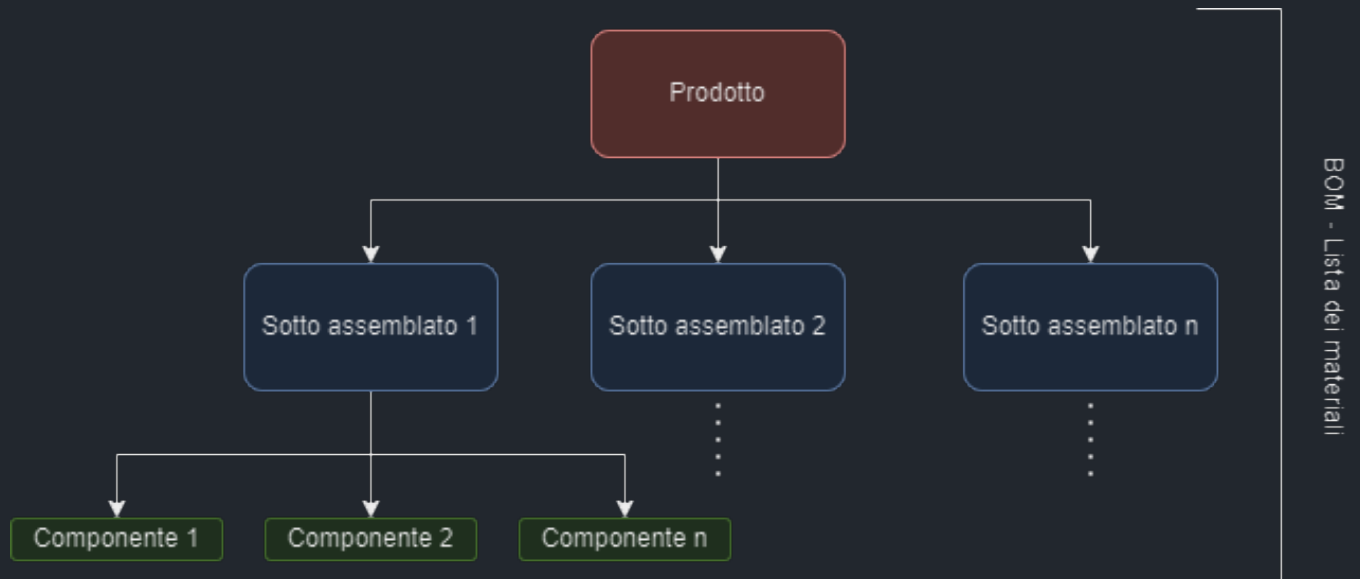 Prodotto
Sotto assemblato 1
Sotto assemblato 2
Sotto assemblato n
Componente 1
Componente 2
Componente n
BOM - Lista dei materiali